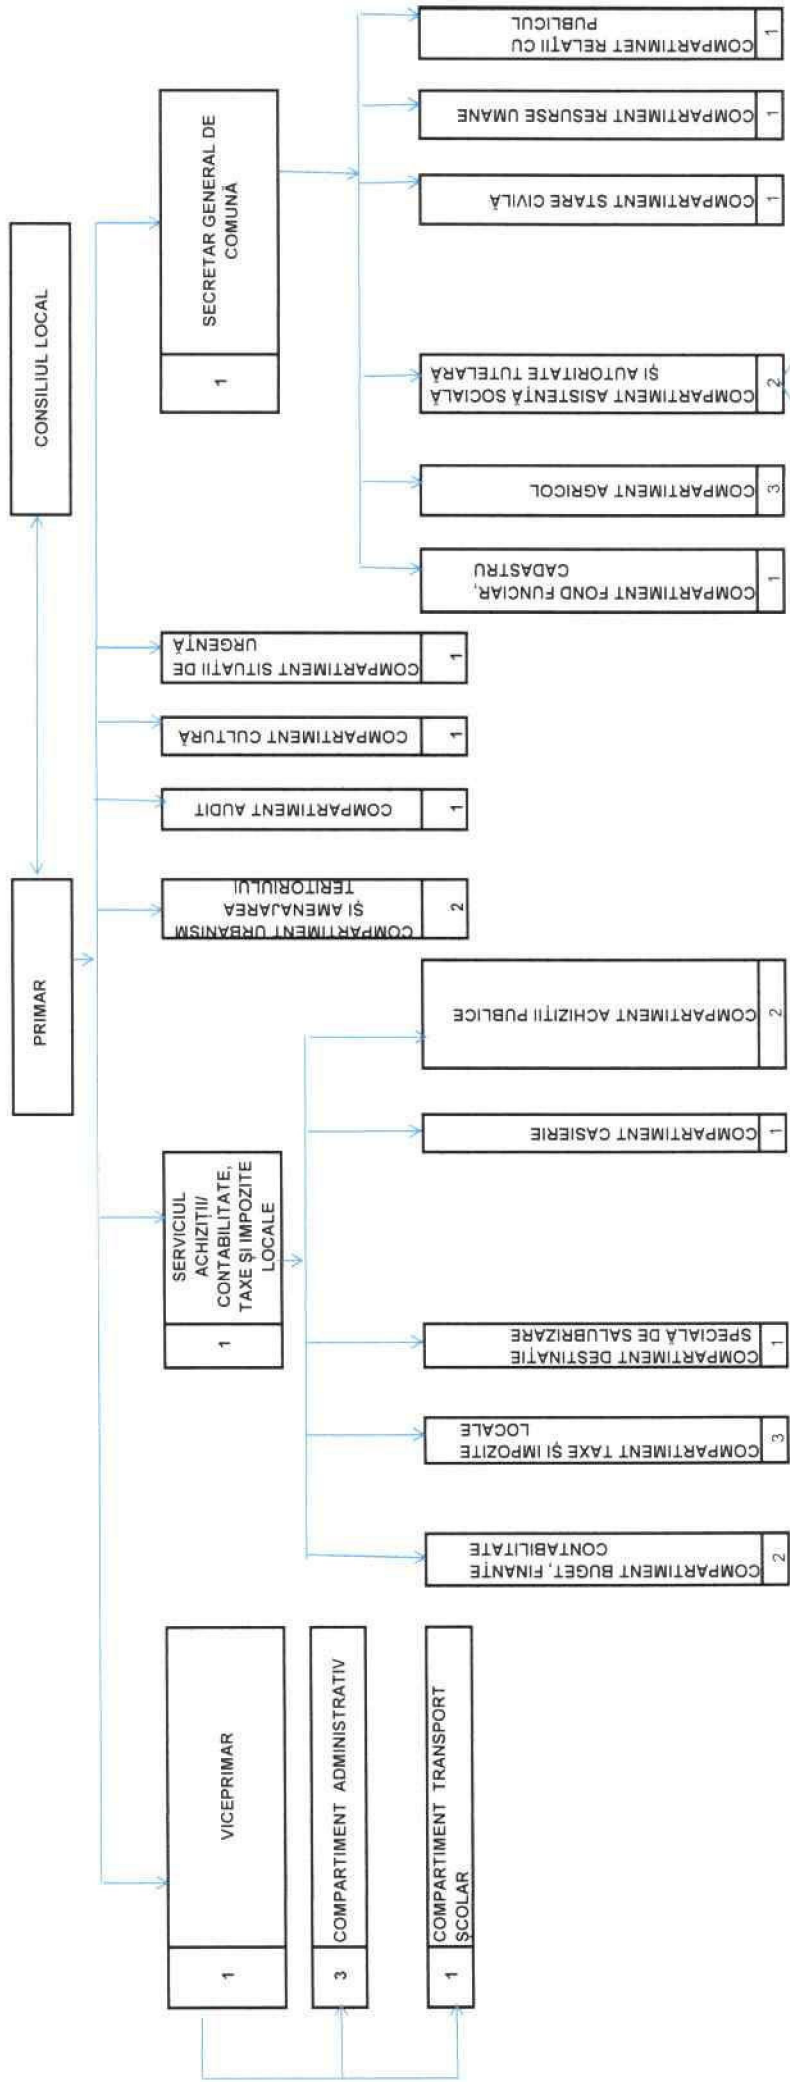 PRIMAR
CONSILIUL LOCAL
VICEPRIMAR
1
COMPARTIMENT ADMINISTRATIV
3
COMPARTIMENT TRANSPORT
ȘCOLAR
1
SERVICIUL
ACHIZIȚII/
CONTABILITATE,
TAXE ȘI IMPOZITE
LOCALE
1
COMPARTIMENT BUGET, FINANȚE
CONTABILITATE
2
COMPARTIMENT TAXE ȘI IMPOZITE
LOCALE
3
COMPARTIMENT DESTINAȚIE
SPECIALĂ DE SALUBRIZARE
1
COMPARTIMENT CASIERIE
1
COMPARTIMENT ACHIZIȚII PUBLICE
2
COMPARTIMENT URBANISM
ȘI AMENAJAREA
TERITORIULUI
2
COMPARTIMENT AUDIT
1
COMPARTIMENT CULTURĂ
1
COMPARTIMENT SITUAȚII DE
URGENȚĂ
1
SECRETAR GENERAL DE
COMUNĂ
1
COMPARTIMENT FOND FUNCIAR,
CADASTRU
1
COMPARTIMENT AGRICOL
3
COMPARTIMENT ASISTENȚĂ SOCIALĂ
ȘI AUTORITATE TUTELARĂ
2
COMPARTIMENT STARE CIVILĂ
1
COMPARTIMENT RESURSE UMANE
1
COMPARTIMNET RELAȚII CU
PUBLICUL
1